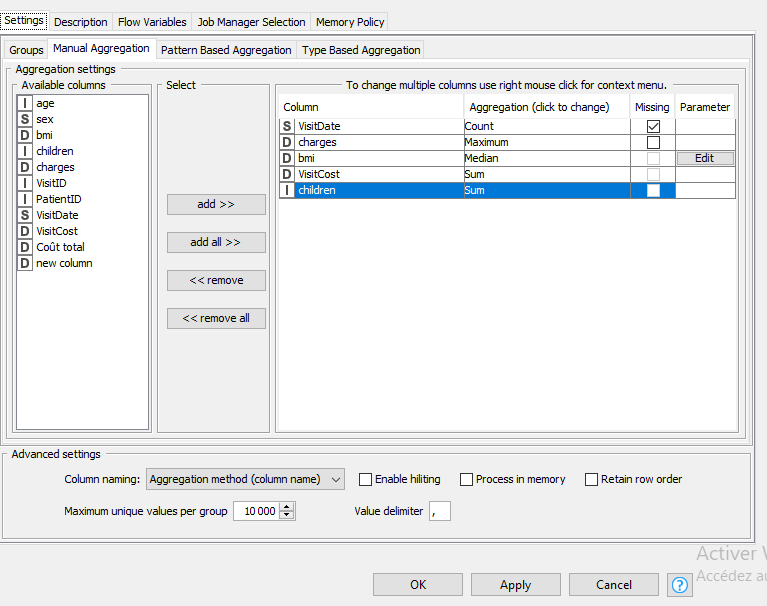 Settings Description Flow Variables Job Manager Selection Memory Policy
Groups Manual Aggregation Pattern Based Aggregation Type Based Aggregation
Aggregation settings
Available columns
I age
S sex
D bmi
I children
D charges
I VisitID
I PatientID
S VisitDate
D VisitCost
D Coût total
D new column
Select
add >>
add all >>
<< remove
<< remove all
To change multiple columns use right mouse click for context menu.
Column Aggregation (click to change) Missing Parameter
S VisitDate Count
D charges Maximum
D bmi Median Edit
D VisitCost Sum
I children Sum
Advanced settings
Column naming: Aggregation method (column name) Enable hiliting Process in memory Retain row order
Maximum unique values per group 10 000 Value delimiter ,
Activer
Accédez au
OK Apply Cancel ?